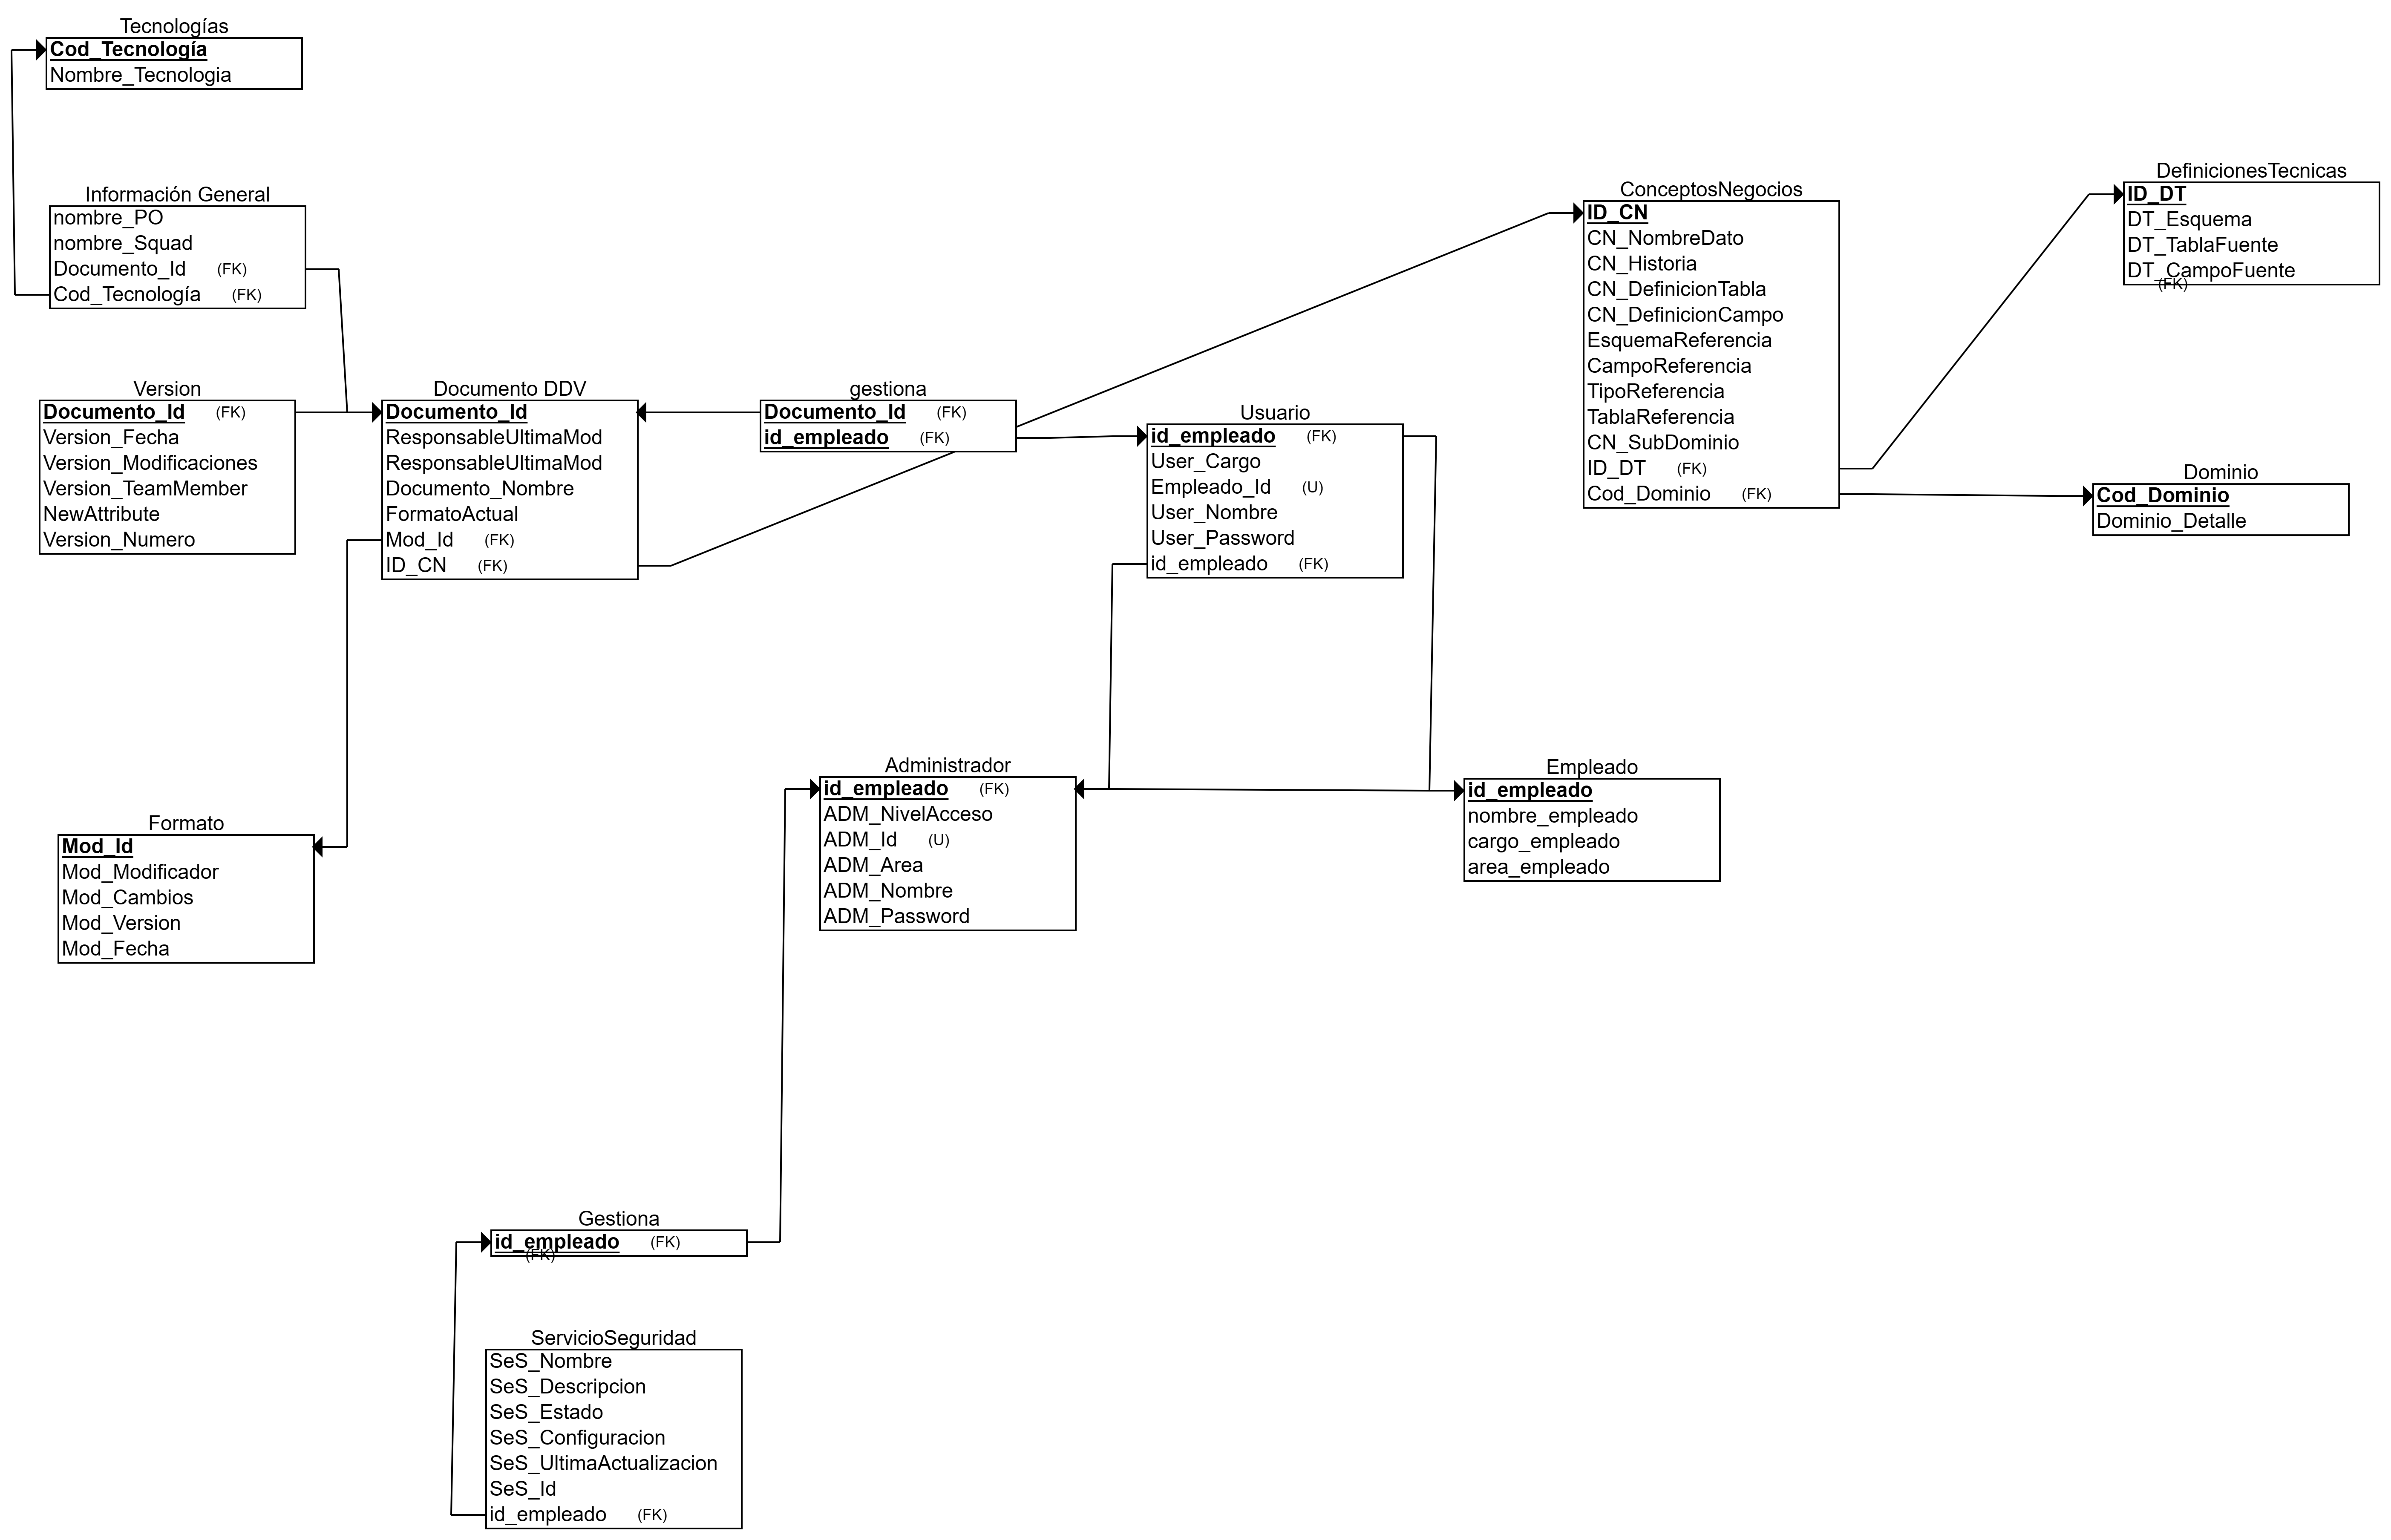 Tecnologías
Cod_Tecnología
Nombre_Tecnologia
Información General
nombre_PO
nombre_Squad
Documento_Id (FK)
Cod_Tecnología (FK)
Version
Documento_Id (FK)
Version_Fecha
Version_Modificaciones
Version_TeamMember
NewAttribute
Version_Numero
Documento DDV
Documento_Id
ResponsableUltimaMod
ResponsableUltimaMod
Documento_Nombre
FormatoActual
Mod_Id (FK)
ID_CN (FK)
gestiona
Documento_Id (FK)
id_empleado (FK)
Usuario
id_empleado (FK)
User_Cargo
Empleado_Id (U)
User_Nombre
User_Password
id_empleado (FK)
ConceptosNegocios
ID_CN
CN_NombreDato
CN_Historia
CN_DefinicionTabla
CN_DefinicionCampo
EsquemaReferencia
CampoReferencia
TipoReferencia
TablaReferencia
CN_SubDominio
ID_DT (FK)
Cod_Dominio (FK)
DefinicionesTecnicas
ID_DT
DT_Esquema
DT_TablaFuente
DT_CampoFuente
(FK)
Dominio
Cod_Dominio
Dominio_Detalle
Formato
Mod_Id
Mod_Modificador
Mod_Cambios
Mod_Version
Mod_Fecha
Administrador
id_empleado (FK)
ADM_NivelAcceso
ADM_Id (U)
ADM_Area
ADM_Nombre
ADM_Password
Empleado
id_empleado
nombre_empleado
cargo_empleado
area_empleado
Gestiona
id_empleado (FK)
(FK)
ServicioSeguridad
SeS_Nombre
SeS_Descripcion
SeS_Estado
SeS_Configuracion
SeS_UltimaActualizacion
SeS_Id
id_empleado (FK)